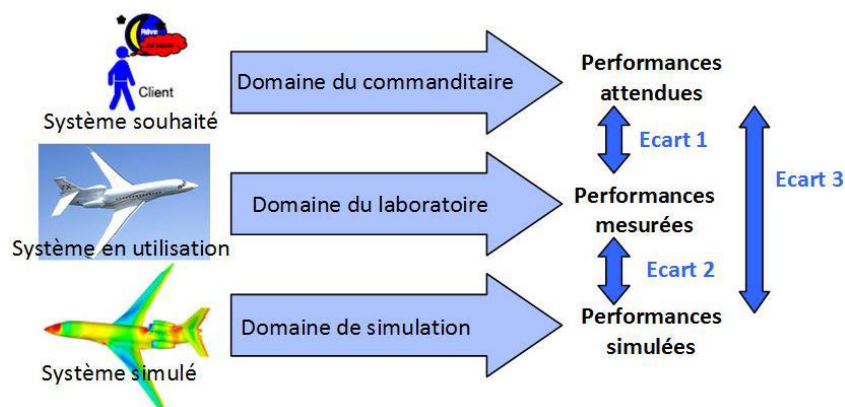 Rêve
Client
Système souhaité
Domaine du commanditaire
Performances
attendues
Ecart 1
Ecart 3
Système en utilisation
Domaine du laboratoire
Performances
mesurées
Ecart 2
Système simulé
Domaine de simulation
Performances
simulées